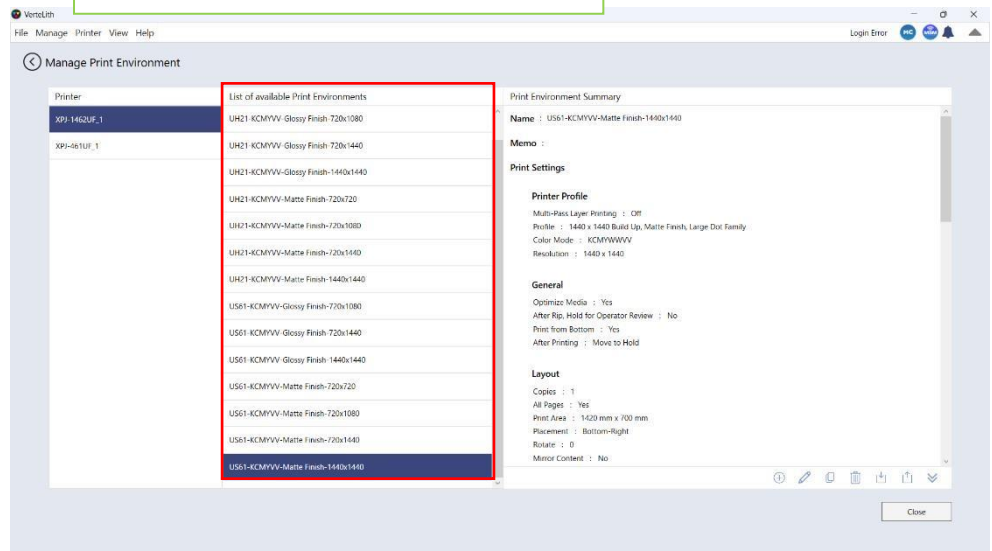 VerteLith
File Manage Printer View Help
Login Error MC
Manage Print Environment
Printer
XPJ-1462UF_1
XPJ-461UF_1
List of available Print Environments
UH21-KCMYVV-Glossy Finish-720x1080
UH21-KCMYVV-Glossy Finish-720x1440
UH21-KCMYVV-Glossy Finish-1440x1440
UH21-KCMYVV-Matte Finish-720x720
UH21-KCMYVV-Matte Finish-720x1080
UH21-KCMYVV-Matte Finish-720x1440
UH21-KCMYVV-Matte Finish-1440x1440
US61-KCMYVV-Glossy Finish-720x1080
US61-KCMYVV-Glossy Finish-720x1440
US61-KCMYVV-Glossy Finish-1440x1440
US61-KCMYVV-Matte Finish-720x720
US61-KCMYVV-Matte Finish-720x1080
US61-KCMYVV-Matte Finish-720x1440
US61-KCMYVV-Matte Finish-1440x1440
Print Environment Summary
Name : US61-KCMYVV-Matte Finish-1440x1440
Memo :
Print Settings
Printer Profile
Multi-Pass Layer Printing : Off
Profile : 1440 x 1440 Build Up, Matte Finish, Large Dot Family
Color Mode : KCMYWWVV
Resolution : 1440 x 1440
General
Optimize Media : Yes
After Rip, Hold for Operator Review : No
Print from Bottom : Yes
After Printing : Move to Hold
Layout
Copies : 1
All Pages : Yes
Print Area : 1420 mm x 700 mm
Placement : Bottom-Right
Rotate : 0
Mirror Content : No
Close